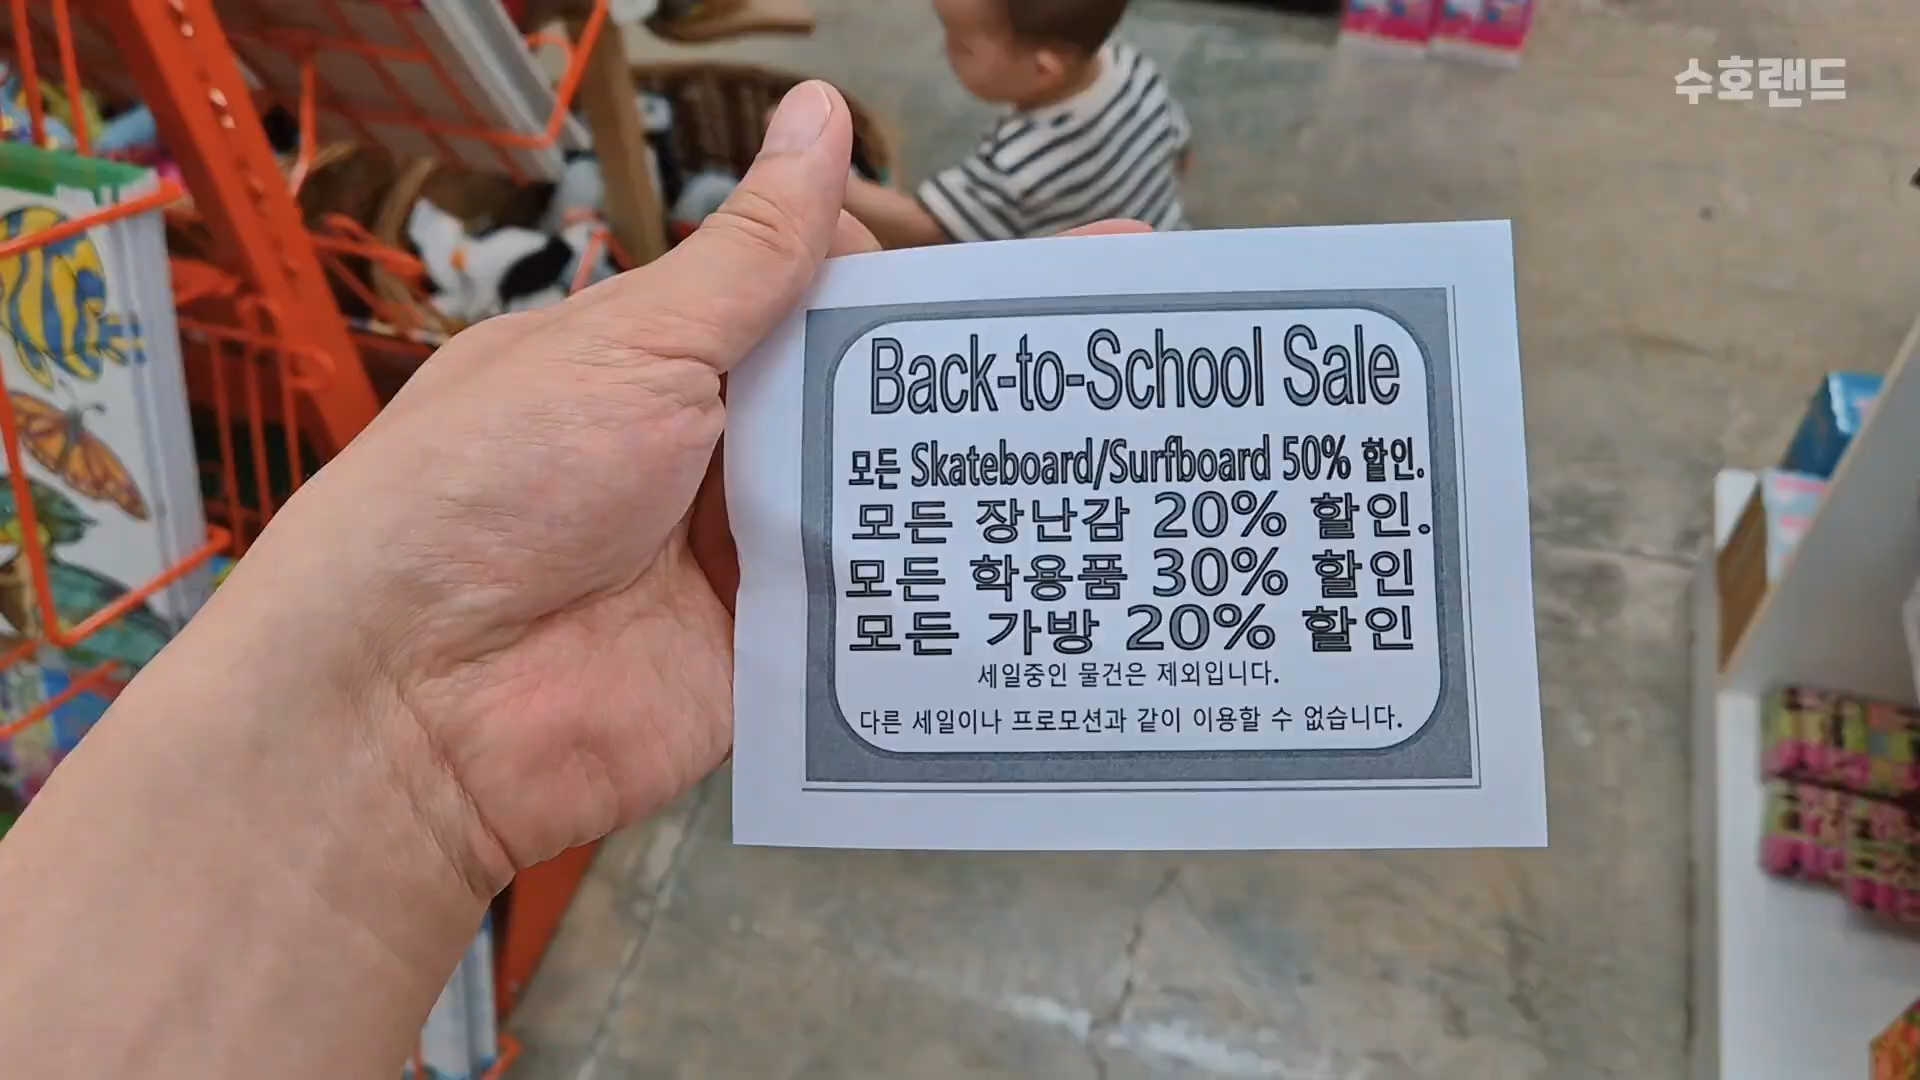 수호랜드
Back-to-School Sale
모든 Skateboard/Surfboard 50% 할인.
모든 장난감 20% 할인.
모든 학용품 30% 할인
모든 가방 20% 할인
세일중인 물건은 제외입니다.
다른 세일이나 프로모션과 같이 이용할 수 없습니다.